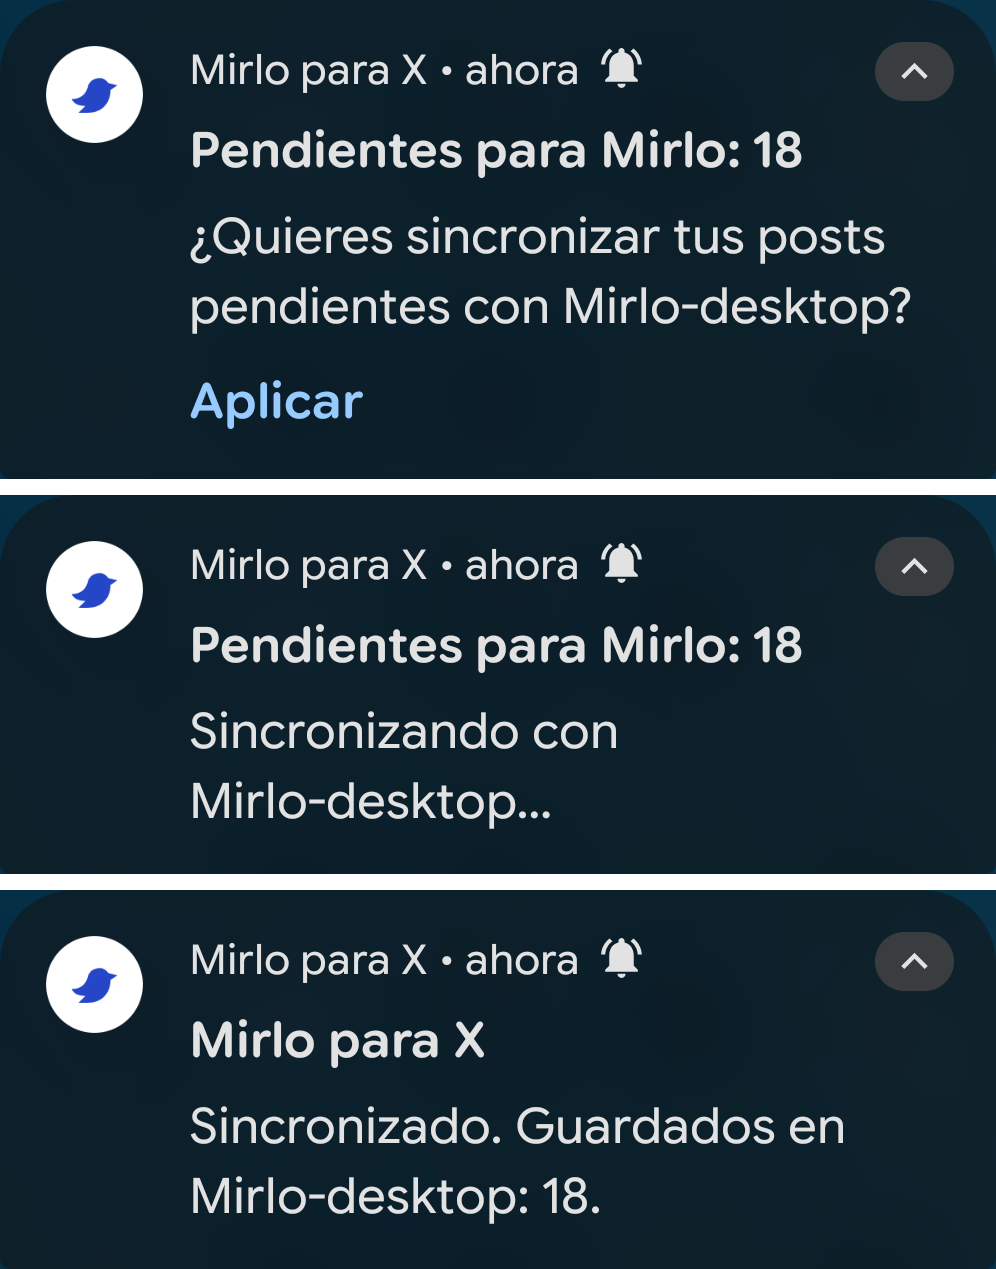 Mirlo para X • ahora
Pendientes para Mirlo: 18
¿Quieres sincronizar tus posts
pendientes con Mirlo-desktop?
Aplicar
Mirlo para X • ahora
Pendientes para Mirlo: 18
Sincronizando con
Mirlo-desktop...
Mirlo para X • ahora
Mirlo para X
Sincronizado. Guardados en
Mirlo-desktop: 18.